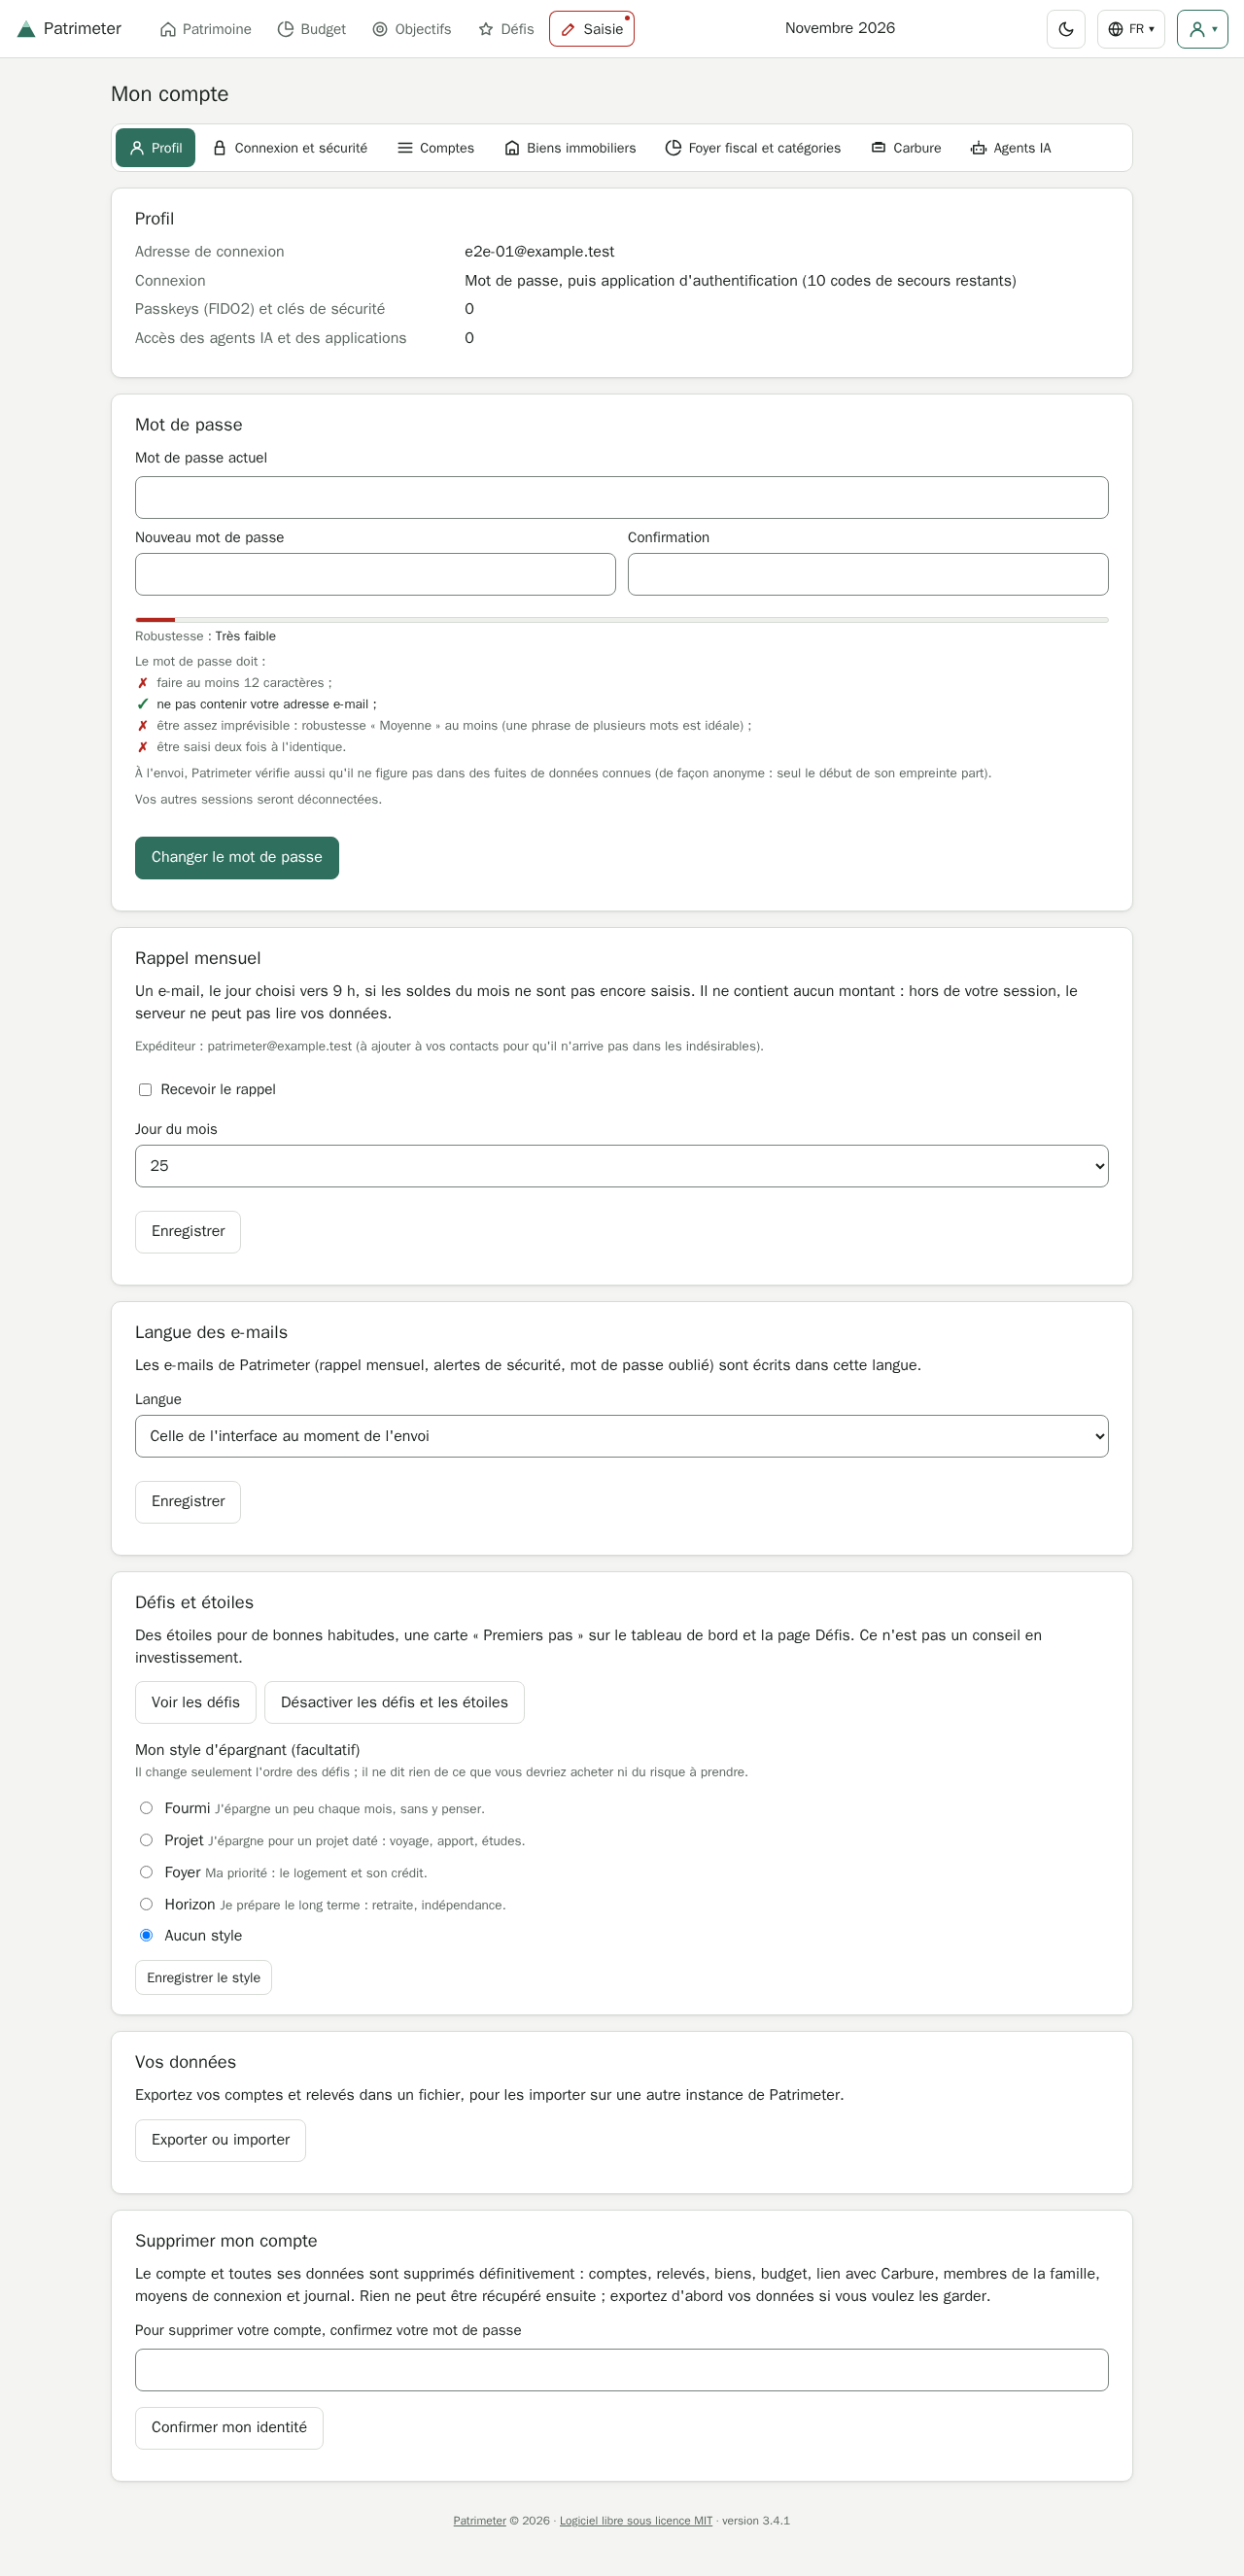 Patrimeter
Patrimoine
Budget
Objectifs
Défis
Saisie
Novembre 2026
FR ▾
▾
Mon compte
Profil
Connexion et sécurité
Comptes
Biens immobiliers
Foyer fiscal et catégories
Carbure
Agents IA
Profil
Adresse de connexion e2e-01@example.test
Connexion Mot de passe, puis application d'authentification (10 codes de secours restants)
Passkeys (FIDO2) et clés de sécurité 0
Accès des agents IA et des applications 0
Mot de passe
Mot de passe actuel
Nouveau mot de passe
Confirmation
Robustesse : Très faible
Le mot de passe doit :
✗ faire au moins 12 caractères ;
✓ ne pas contenir votre adresse e-mail ;
✗ être assez imprévisible : robustesse « Moyenne » au moins (une phrase de plusieurs mots est idéale) ;
✗ être saisi deux fois à l'identique.
À l'envoi, Patrimeter vérifie aussi qu'il ne figure pas dans des fuites de données connues (de façon anonyme : seul le début de son empreinte part).
Vos autres sessions seront déconnectées.
Changer le mot de passe
Rappel mensuel
Un e-mail, le jour choisi vers 9 h, si les soldes du mois ne sont pas encore saisis. Il ne contient aucun montant : hors de votre session, le
serveur ne peut pas lire vos données.
Expéditeur : patrimeter@example.test (à ajouter à vos contacts pour qu'il n'arrive pas dans les indésirables).
Recevoir le rappel
Jour du mois
25
Enregistrer
Langue des e-mails
Les e-mails de Patrimeter (rappel mensuel, alertes de sécurité, mot de passe oublié) sont écrits dans cette langue.
Langue
Celle de l'interface au moment de l'envoi
Enregistrer
Défis et étoiles
Des étoiles pour de bonnes habitudes, une carte « Premiers pas » sur le tableau de bord et la page Défis. Ce n'est pas un conseil en
investissement.
Voir les défis
Désactiver les défis et les étoiles
Mon style d'épargnant (facultatif)
Il change seulement l'ordre des défis ; il ne dit rien de ce que vous devriez acheter ni du risque à prendre.
Fourmi J'épargne un peu chaque mois, sans y penser.
Projet J'épargne pour un projet daté : voyage, apport, études.
Foyer Ma priorité : le logement et son crédit.
Horizon Je prépare le long terme : retraite, indépendance.
Aucun style
Enregistrer le style
Vos données
Exportez vos comptes et relevés dans un fichier, pour les importer sur une autre instance de Patrimeter.
Exporter ou importer
Supprimer mon compte
Le compte et toutes ses données sont supprimés définitivement : comptes, relevés, biens, budget, lien avec Carbure, membres de la famille,
moyens de connexion et journal. Rien ne peut être récupéré ensuite ; exportez d'abord vos données si vous voulez les garder.
Pour supprimer votre compte, confirmez votre mot de passe
Confirmer mon identité
Patrimeter © 2026 · Logiciel libre sous licence MIT · version 3.4.1